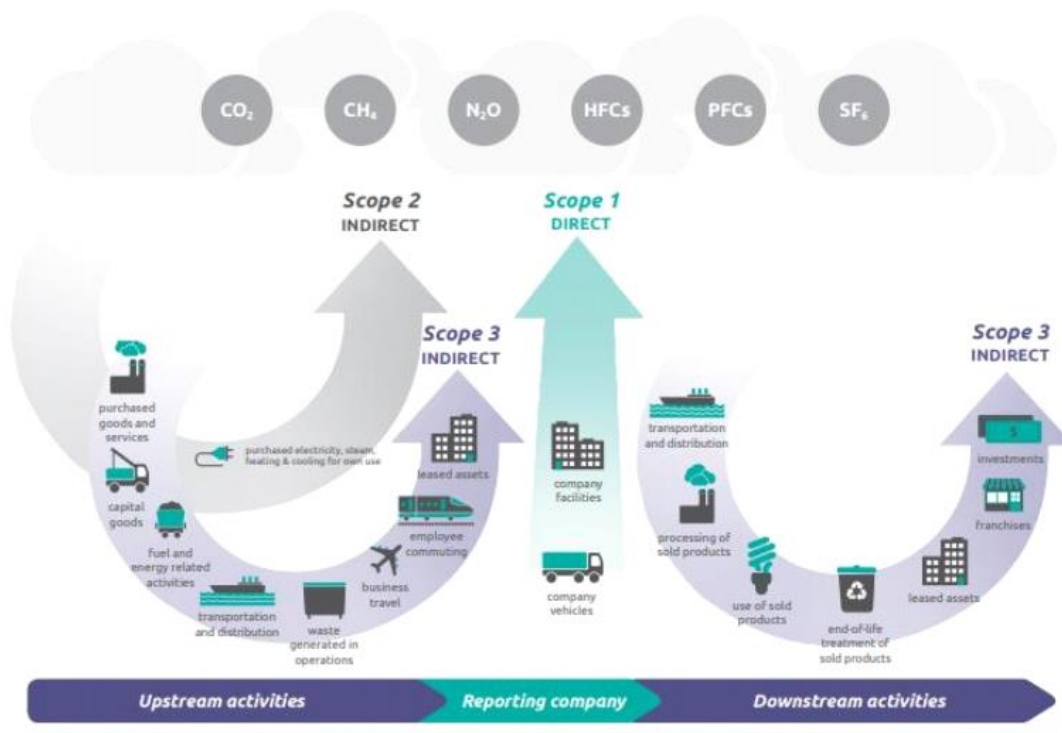 CO₂
CH₄
N₂O
HFCs
PFCs
SF₆
Scope 2
INDIRECT
Scope 1
DIRECT
Scope 3
INDIRECT
Scope 3
INDIRECT
purchased
goods and
services
capital
goods
fuel and
energy related
activities
purchased electricity, steam,
heating & cooling for own use
transportation
and distribution
waste
generated in
operations
business
travel
employee
commuting
leased assets
company
facilities
company
vehicles
transportation
and distribution
processing of
sold products
use of sold
products
end-of-life
treatment of
sold products
leased assets
franchises
$
investments
Upstream activities
Reporting company
Downstream activities